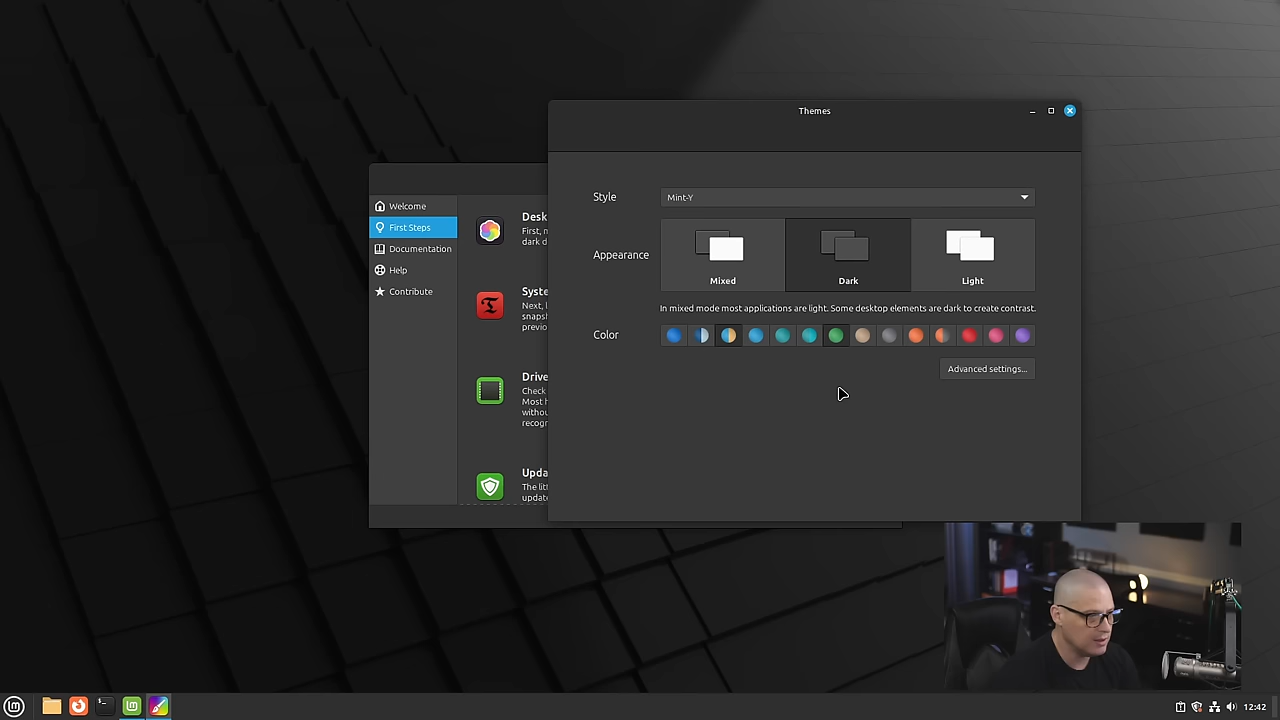 Themes
Style
Mint-Y
Appearance
Mixed
Dark
Light
In mixed mode most applications are light. Some desktop elements are dark to create contrast.
Color
Advanced settings...
Welcome
First Steps
Documentation
Help
Contribute
Desk
First, n
dark d
Syste
Next, l
snapsh
previo
Drive
Check
Most h
withou
recogn
Upda
The litt
update
12:42